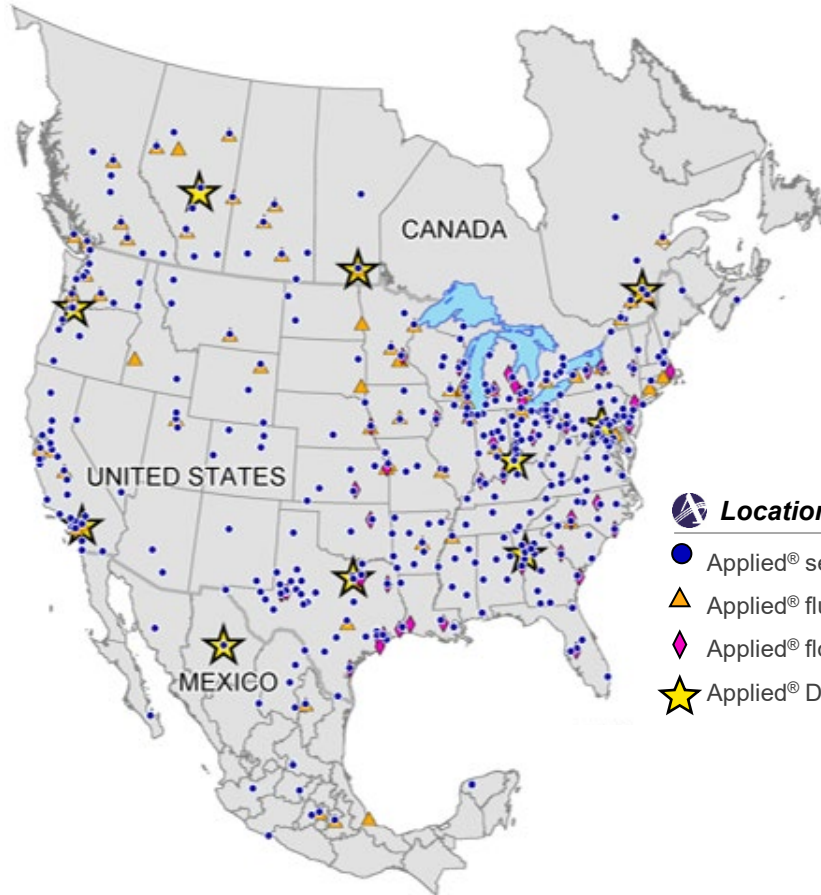 CANADA
UNITED STATES
MEXICO
Location
Applied® se
Applied® flu
Applied® flo
Applied® D